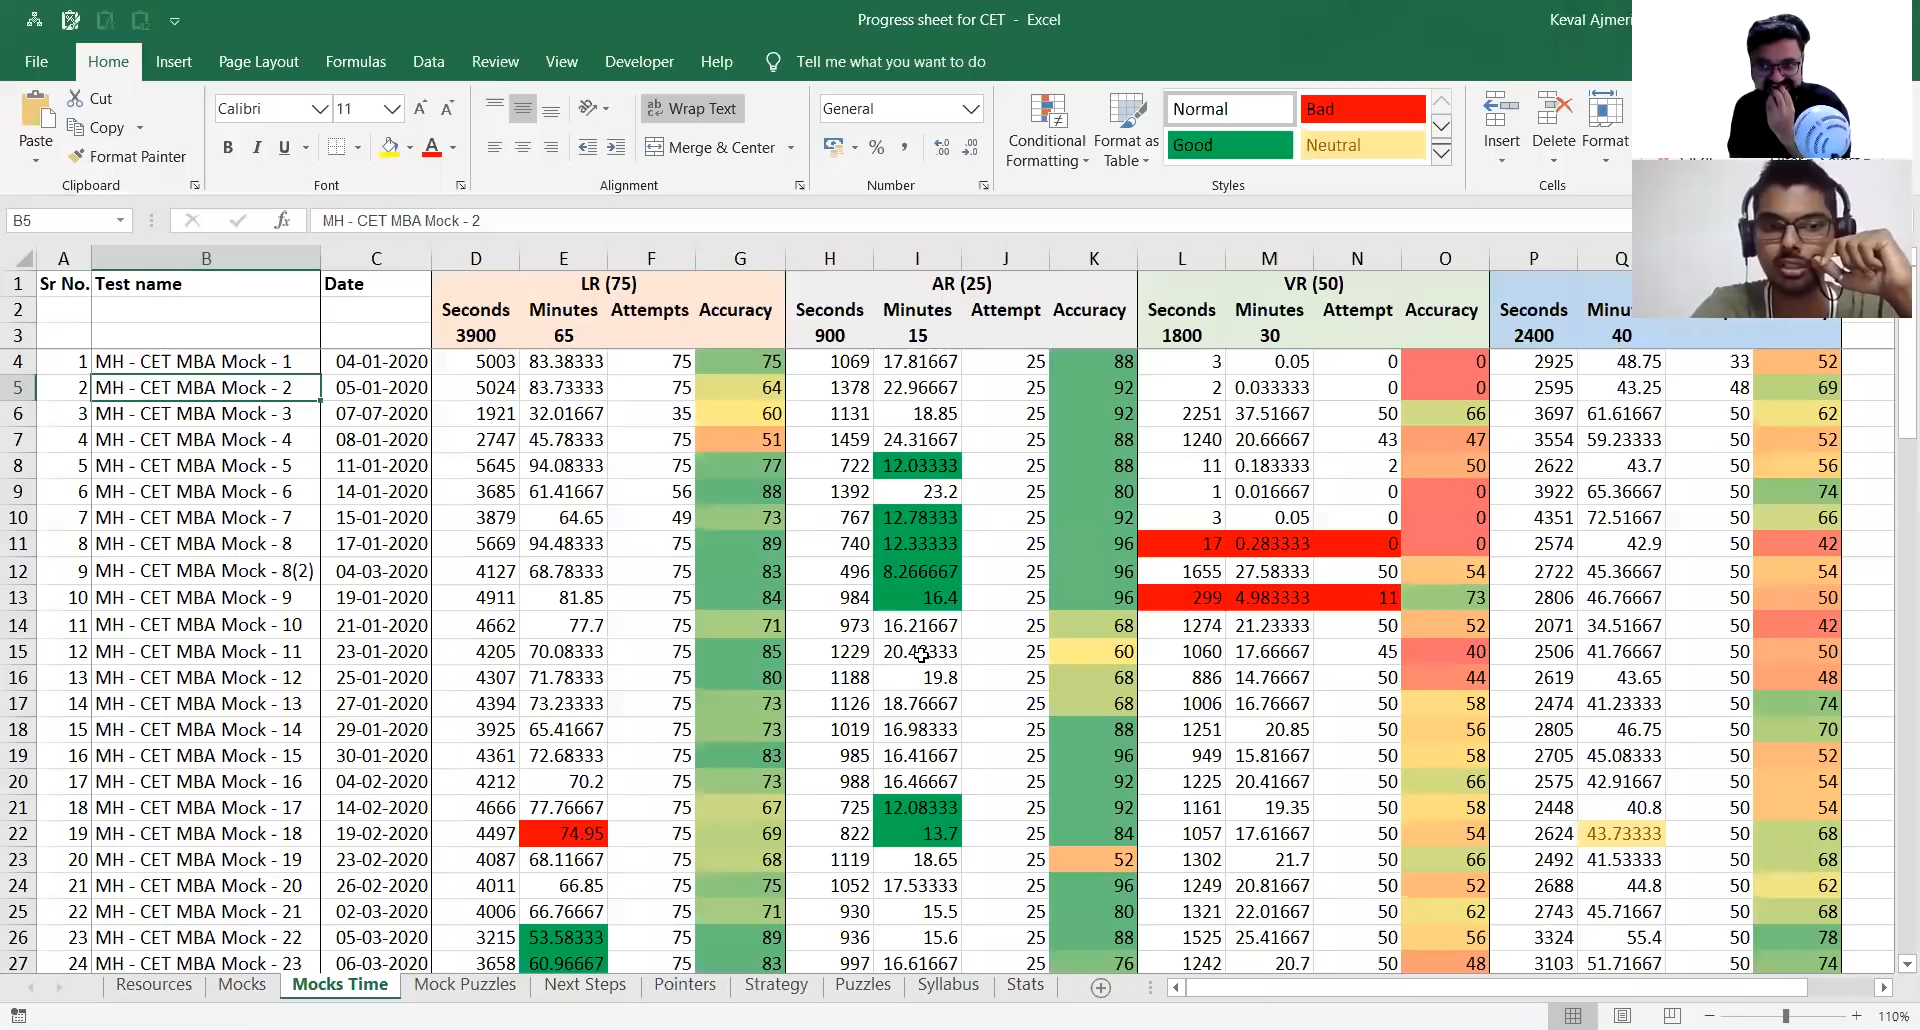 Progress sheet for CET - Excel
Keval Ajmeri
File Home Insert Page Layout Formulas Data Review View Developer Help Tell me what you want to do
Cut
Copy
Format Painter
Paste
Clipboard
Calibri 11
B I U
Font
Wrap Text
Merge & Center
Alignment
General
Number
Conditional Formatting
Format as Table
Normal Bad
Good Neutral
Styles
Insert Delete Format
Cells
B5 fx MH - CET MBA Mock - 2
A B C D E F G H I J K L M N O P Q
1 Sr No. Test name Date LR (75) AR (25) VR (50)
2 Seconds Minutes Attempts Accuracy Seconds Minutes Attempt Accuracy Seconds Minutes Attempt Accuracy Seconds
3 3900 65 900 15 1800 30 2400 40
4 1 MH - CET MBA Mock - 1 04-01-2020 5003 83.38333 75 75 1069 17.81667 25 88 3 0.05 0 0 2925 48.75 33 52
5 2 MH - CET MBA Mock - 2 05-01-2020 5024 83.73333 75 64 1378 22.96667 25 92 2 0.033333 0 0 2595 43.25 48 69
6 3 MH - CET MBA Mock - 3 07-07-2020 1921 32.01667 35 60 1131 18.85 25 92 2251 37.51667 50 66 3697 61.61667 50 62
7 4 MH - CET MBA Mock - 4 08-01-2020 2747 45.78333 75 51 1459 24.31667 25 88 1240 20.66667 43 47 3554 59.23333 50 52
8 5 MH - CET MBA Mock - 5 11-01-2020 5645 94.08333 75 77 722 12.03333 25 88 11 0.183333 2 50 2622 43.7 50 56
9 6 MH - CET MBA Mock - 6 14-01-2020 3685 61.41667 56 88 1392 23.2 25 80 1 0.016667 0 0 3922 65.36667 50 74
10 7 MH - CET MBA Mock - 7 15-01-2020 3879 64.65 49 73 767 12.78333 25 92 3 0.05 0 0 4351 72.51667 50 66
11 8 MH - CET MBA Mock - 8 17-01-2020 5669 94.48333 75 89 740 12.33333 25 96 17 0.283333 0 0 2574 42.9 50 42
12 9 MH - CET MBA Mock - 8(2) 04-03-2020 4127 68.78333 75 83 496 8.266667 25 96 1655 27.58333 50 54 2722 45.36667 50 54
13 10 MH - CET MBA Mock - 9 19-01-2020 4911 81.85 75 84 984 16.4 25 96 299 4.983333 11 73 2806 46.76667 50 50
14 11 MH - CET MBA Mock - 10 21-01-2020 4662 77.7 75 71 973 16.21667 25 68 1274 21.23333 50 52 2071 34.51667 50 42
15 12 MH - CET MBA Mock - 11 23-01-2020 4205 70.08333 75 85 1229 25 60 1060 17.66667 45 40 2506 41.76667 50 50
16 13 MH - CET MBA Mock - 12 25-01-2020 4307 71.78333 75 80 1188 19.8 25 68 886 14.76667 50 44 2619 43.65 50 48
17 14 MH - CET MBA Mock - 13 27-01-2020 4394 73.23333 75 73 1126 18.76667 25 68 1006 16.76667 50 58 2474 41.23333 50 74
18 15 MH - CET MBA Mock - 14 29-01-2020 3925 65.41667 75 73 1019 16.98333 25 88 1251 20.85 50 56 2805 46.75 50 70
19 16 MH - CET MBA Mock - 15 30-01-2020 4361 72.68333 75 83 985 16.41667 25 96 949 15.81667 50 58 2705 45.08333 50 52
20 17 MH - CET MBA Mock - 16 04-02-2020 4212 70.2 75 73 988 16.46667 25 92 1225 20.41667 50 66 2575 42.91667 50 54
21 18 MH - CET MBA Mock - 17 14-02-2020 4666 77.76667 75 67 725 12.08333 25 92 1161 19.35 50 58 2448 40.8 50 54
22 19 MH - CET MBA Mock - 18 19-02-2020 4497 74.95 75 69 822 13.7 25 84 1057 17.61667 50 54 2624 43.73333 50 68
23 20 MH - CET MBA Mock - 19 23-02-2020 4087 68.11667 75 68 1119 18.65 25 52 1302 21.7 50 66 2492 41.53333 50 68
24 21 MH - CET MBA Mock - 20 26-02-2020 4011 66.85 75 75 1052 17.53333 25 96 1249 20.81667 50 52 2688 44.8 50 62
25 22 MH - CET MBA Mock - 21 02-03-2020 4006 66.76667 75 71 930 15.5 25 80 1321 22.01667 50 62 2743 45.71667 50 68
26 23 MH - CET MBA Mock - 22 05-03-2020 3215 53.58333 75 89 936 15.6 25 88 1525 25.41667 50 56 3324 55.4 50 78
27 24 MH - CET MBA Mock - 23 06-03-2020 3658 60.96667 75 83 997 16.61667 25 76 1242 20.7 50 48 3103 51.71667 50 74
Resources Mocks Mocks Time Mock Puzzles Next Steps Pointers Strategy Puzzles Syllabus Stats
110%